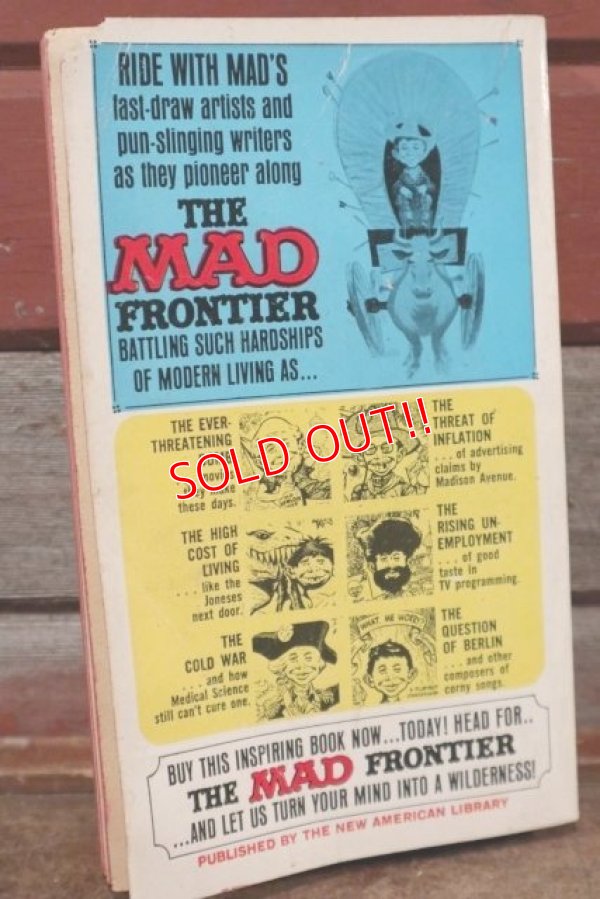 RIDE WITH MAD'S
fast-draw artists and
pun-slinging writers
as they pioneer along
THE
MAD
FRONTIER
BATTLING SUCH HARDSHIPS
OF MODERN LIVING AS...
THE EVER-
THREATENING
these days.
THE
THREAT OF
INFLATION
...of advertising
claims by
Madison Avenue.
SOLD OUT!!
THE HIGH
COST OF
LIVING
...like the
Joneses
next door.
THE
RISING UN-
EMPLOYMENT
...of good
taste in
TV programming.
THE
COLD WAR
...and how
Medical Science
still can't cure one.
WHAT, ME WORRY?
THE
QUESTION
OF BERLIN
...and other
composers of
corny songs.
BUY THIS INSPIRING BOOK NOW...TODAY! HEAD FOR..
THE MAD FRONTIER
...AND LET US TURN YOUR MIND INTO A WILDERNESS!
PUBLISHED BY THE NEW AMERICAN LIBRARY